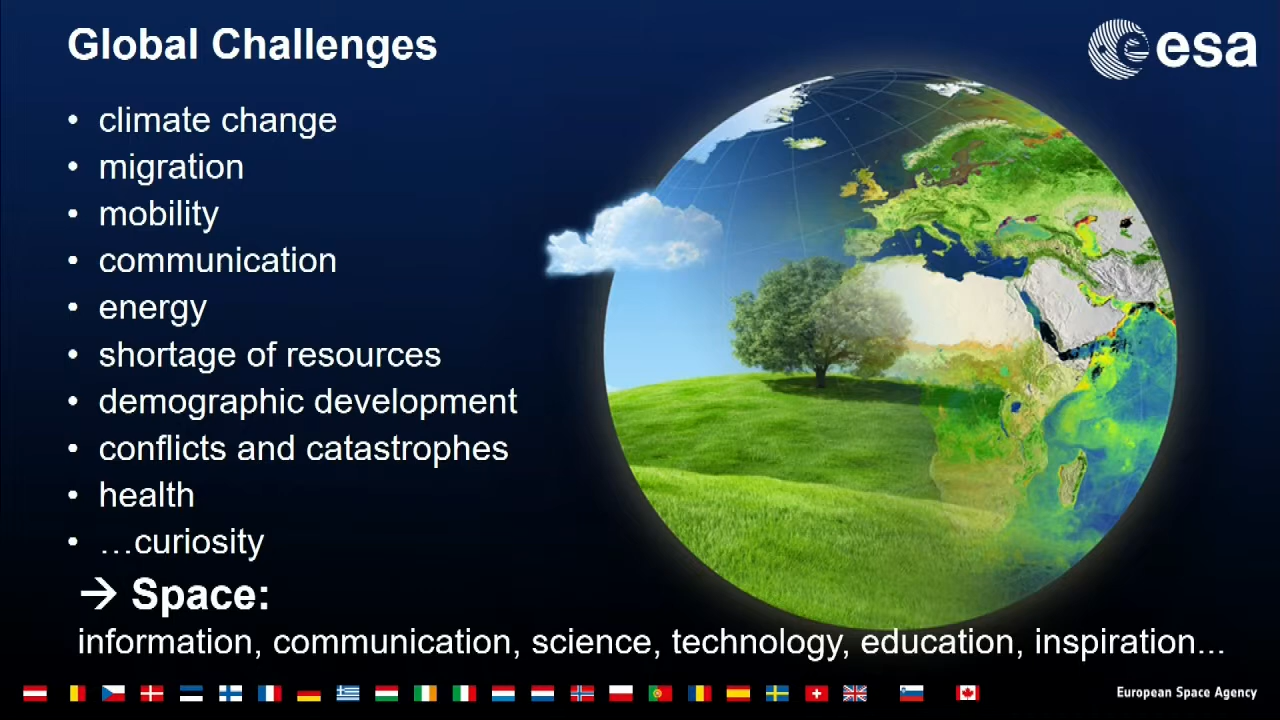 Global Challenges
esa
• climate change
• migration
• mobility
• communication
• energy
• shortage of resources
• demographic development
• conflicts and catastrophes
• health
• …curiosity
→ Space:
information, communication, science, technology, education, inspiration...
European Space Agency